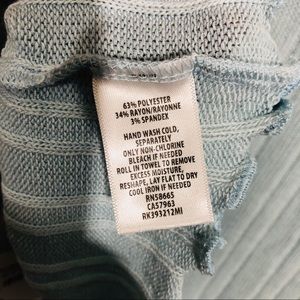 63% POLYESTER
34% RAYON/RAYONNE
3% SPANDEX
HAND WASH COLD,
SEPARATELY
ONLY NON-CHLORINE
BLEACH IF NEEDED
ROLL IN TOWEL TO REMOVE
EXCESS MOISTURE,
RESHAPE, LAY FLAT TO DRY
COOL IRON IF NEEDED
RN58665
CA57963
RK393212MI